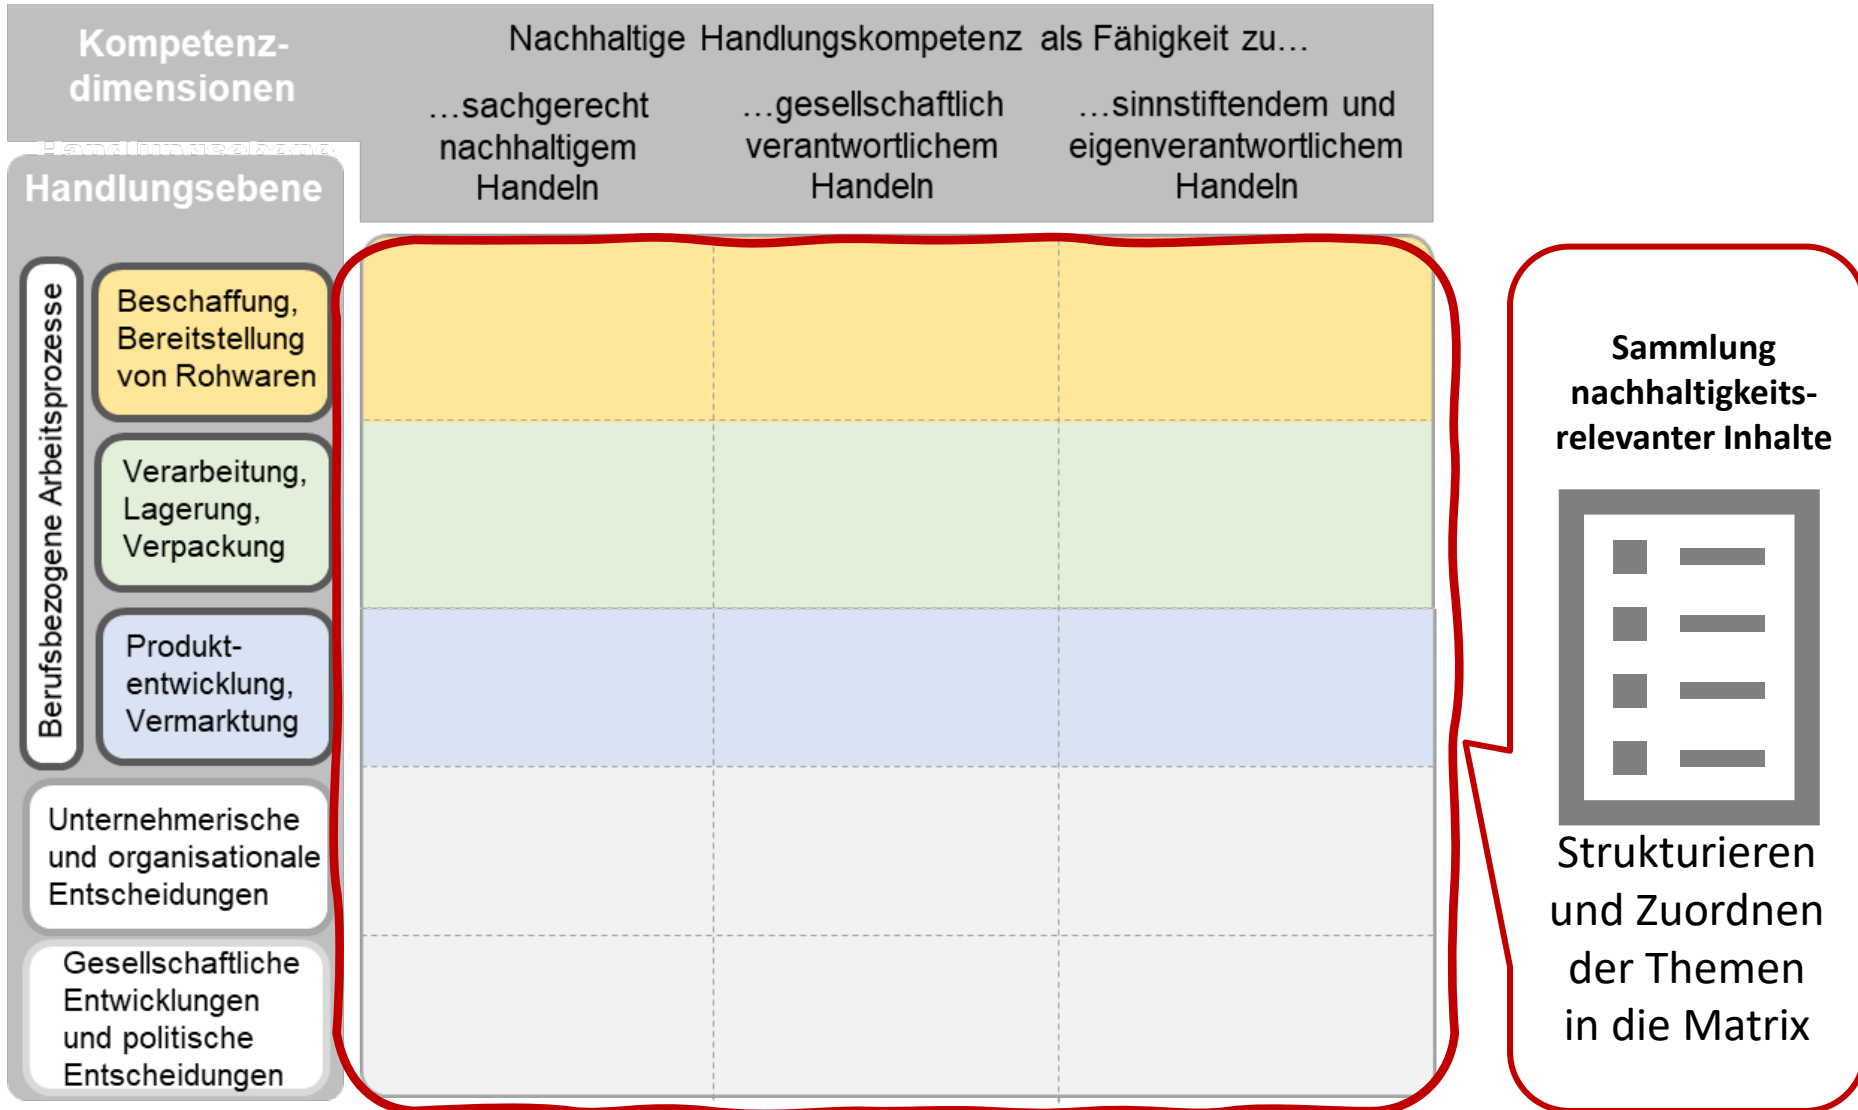 Kompetenz-
dimensionen
Nachhaltige Handlungskompetenz als Fähigkeit zu…
…sachgerecht
nachhaltigem
Handeln
…gesellschaftlich
verantwortlichem
Handeln
…sinnstiftendem und
eigenverantwortlichem
Handeln
Handlungsebene
Handlungsebene
Berufsbezogene Arbeitsprozesse
Beschaffung,
Bereitstellung
von Rohwaren
Verarbeitung,
Lagerung,
Verpackung
Produkt-
entwicklung,
Vermarktung
Unternehmerische
und organisationale
Entscheidungen
Gesellschaftliche
Entwicklungen
und politische
Entscheidungen
Sammlung
nachhaltigkeits-
relevanter Inhalte
Strukturieren
und Zuordnen
der Themen
in die Matrix